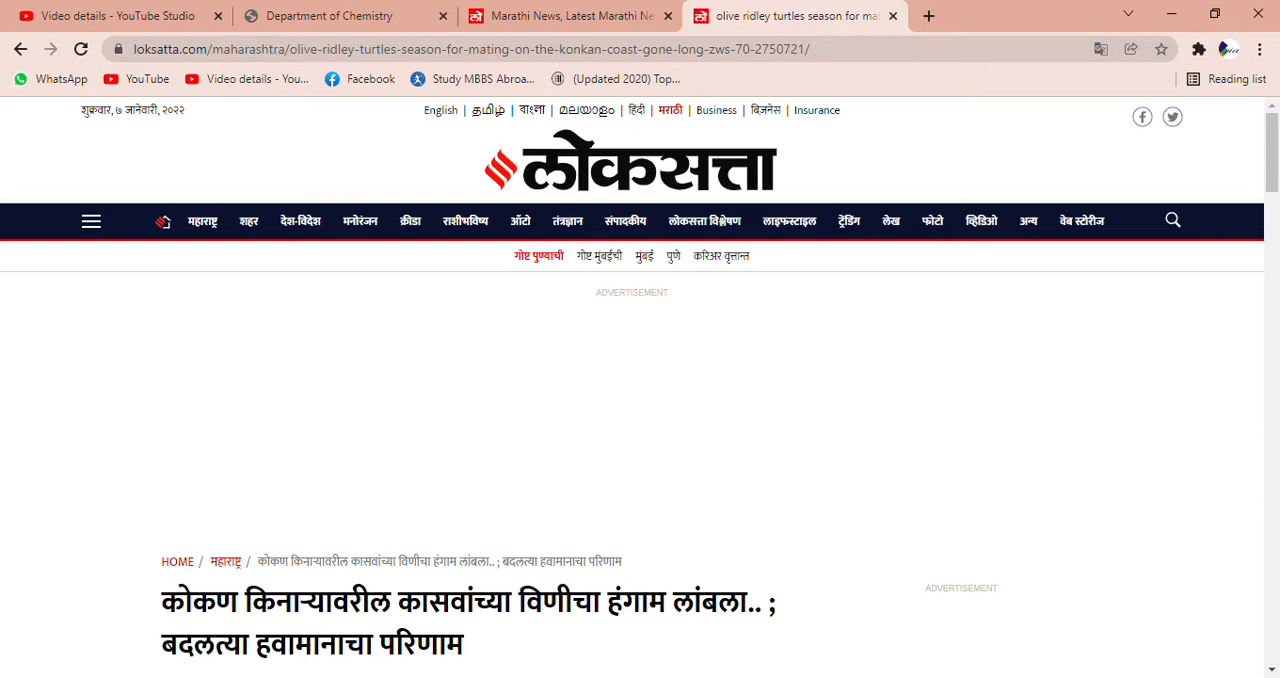 Video details - YouTube Studio
Department of Chemistry
Marathi News, Latest Marathi Ne
olive ridley turtles season for ma
loksatta.com/maharashtra/olive-ridley-turtles-season-for-mating-on-the-konkan-coast-gone-long-zws-70-2750721/
WhatsApp YouTube Video details - You... Facebook Study MBBS Abroa... (Updated 2020) Top... Reading list
शुक्रवार, ७ जानेवारी, २०२२
English | தமிழ் | বাংলা | മലയാളം | हिंदी | मराठी | Business | बिज़नेस | Insurance
लोकसत्ता
महाराष्ट्र शहर देश-विदेश मनोरंजन क्रीडा राशीभविष्य ऑटो तंत्रज्ञान संपादकीय लोकसत्ता विश्लेषण लाइफस्टाइल ट्रेंडिंग लेख फोटो व्हिडिओ अन्य वेब स्टोरीज
गोष्ट पुण्याची गोष्ट मुंबईची मुंबई पुणे करिअर वृत्तान्त
ADVERTISEMENT
HOME / महाराष्ट्र / कोकण किनाऱ्यावरील कासवांच्या विणीचा हंगाम लांबला.. ; बदलत्या हवामानाचा परिणाम
कोकण किनाऱ्यावरील कासवांच्या विणीचा हंगाम लांबला.. ;
बदलत्या हवामानाचा परिणाम
ADVERTISEMENT